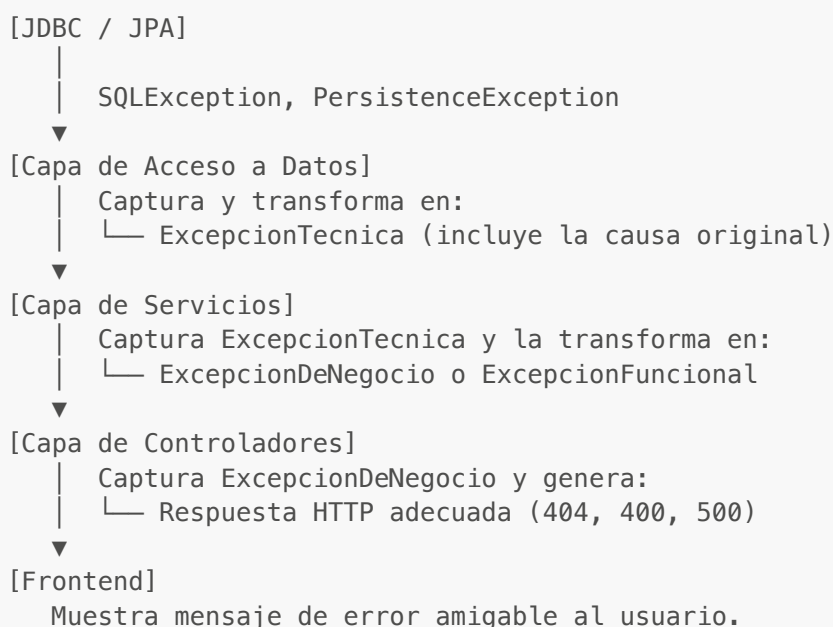 [JDBC / JPA]
│
│  SQLException, PersistenceException
▼
[Capa de Acceso a Datos]
│  Captura y transforma en:
│  └── ExcepcionTecnica (incluye la causa original)
▼
[Capa de Servicios]
│  Captura ExcepcionTecnica y la transforma en:
│  └── ExcepcionDeNegocio o ExcepcionFuncional
▼
[Capa de Controladores]
│  Captura ExcepcionDeNegocio y genera:
│  └── Respuesta HTTP adecuada (404, 400, 500)
▼
[Frontend]
Muestra mensaje de error amigable al usuario.